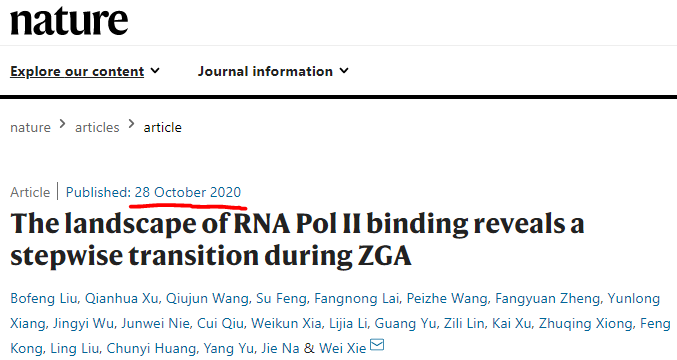 nature
Explore our content
Journal information
nature > articles > article
Article | Published: 28 October 2020
The landscape of RNA Pol II binding reveals a
stepwise transition during ZGA
Bofeng Liu, Qianhua Xu, Qiujun Wang, Su Feng, Fangnong Lai, Peizhe Wang, Fangyuan Zheng, Yunlong
Xiang, Jingyi Wu, Junwei Nie, Cui Qiu, Weikun Xia, Lijia Li, Guang Yu, Zili Lin, Kai Xu, Zhuqing Xiong, Feng
Kong, Ling Liu, Chunyi Huang, Yang Yu, Jie Na & Wei Xie